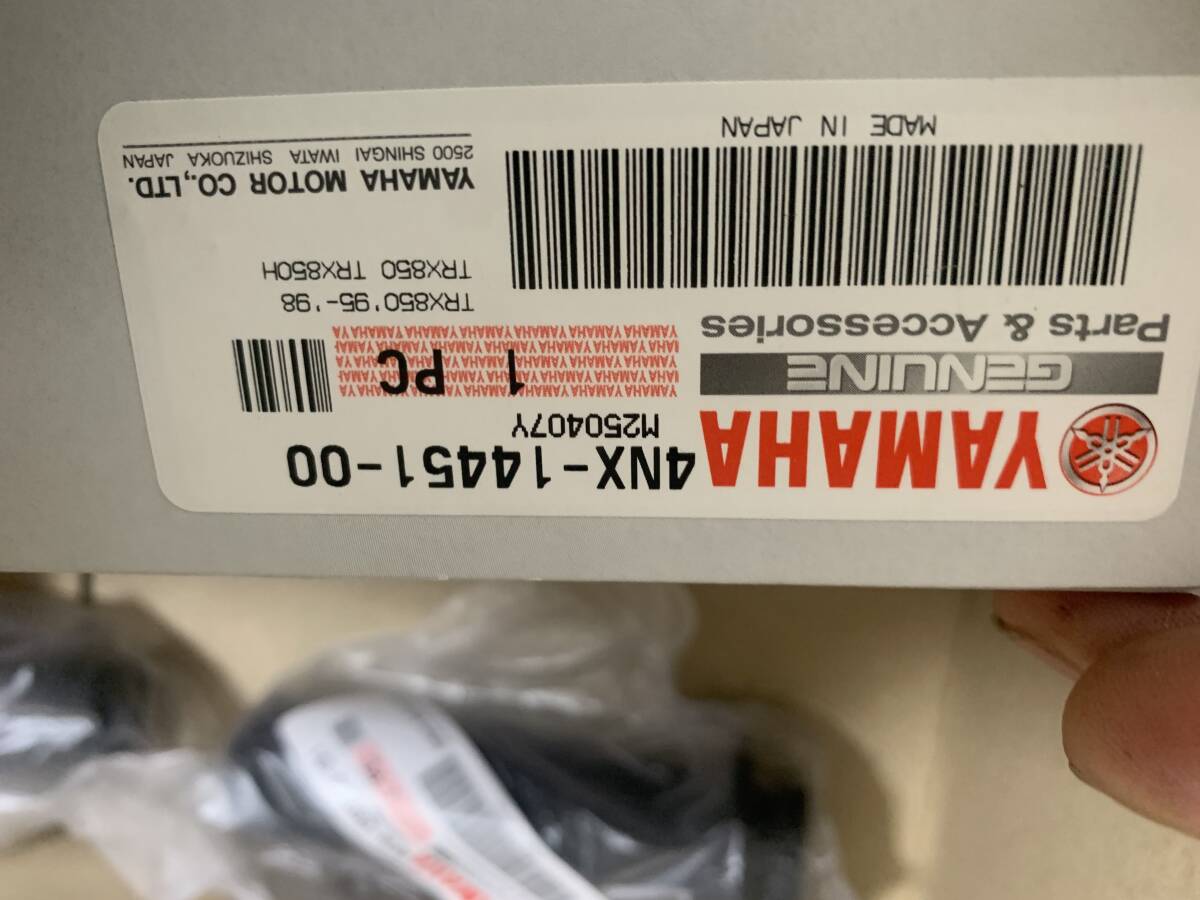 YAMAHA 4NX-14451-00
M250407Y
GENUINE
1 PC
Parts & Accessories
TRX850'95-'98
TRX850 TRX850H
YAMAHA MOTOR CO.,LTD.
2500 SHINGAI IWATA SHIZUOKA JAPAN
MADE IN JAPAN